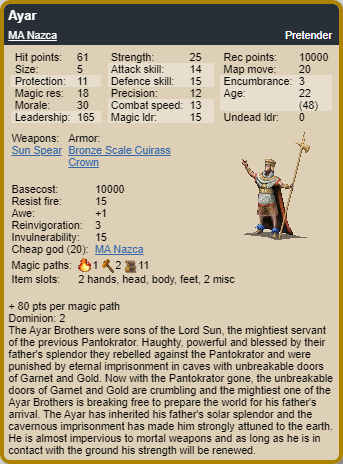 Ayar
MA Nazca Pretender
Hit points: 61 Strength: 25 Rec points: 10000
Size: 5 Attack skill: 14 Map move: 20
Protection: 11 Defence skill: 15 Encumbrance: 3
Magic res: 18 Precision: 12 Age: 22
Morale: 30 Combat speed: 13 (48)
Leadership: 165 Magic ldr: 15 Undead ldr: 0
Weapons: Armor:
Sun Spear Bronze Scale Cuirass
Crown
Basecost: 10000
Resist fire: 15
Awe: +1
Reinvigoration: 3
Invulnerability: 15
Cheap god (20): MA Nazca
Magic paths: 1 2 11
Item slots: 2 hands, head, body, feet, 2 misc
+ 80 pts per magic path
Dominion: 2
The Ayar Brothers were sons of the Lord Sun, the mightiest servant
of the previous Pantokrator. Haughty, powerful and blessed by their
father's splendor they rebelled against the Pantokrator and were
punished by eternal imprisonment in caves with unbreakable doors
of Garnet and Gold. Now with the Pantokrator gone, the unbreakable
doors of Garnet and Gold are crumbling and the mightiest one of the
Ayar Brothers is breaking free to prepare the world for his father's
arrival. The Ayar has inherited his father's solar splendor and the
cavernous imprisonment has made him strongly attuned to the earth.
He is almost impervious to mortal weapons and as long as he is in
contact with the ground his strength will be renewed.